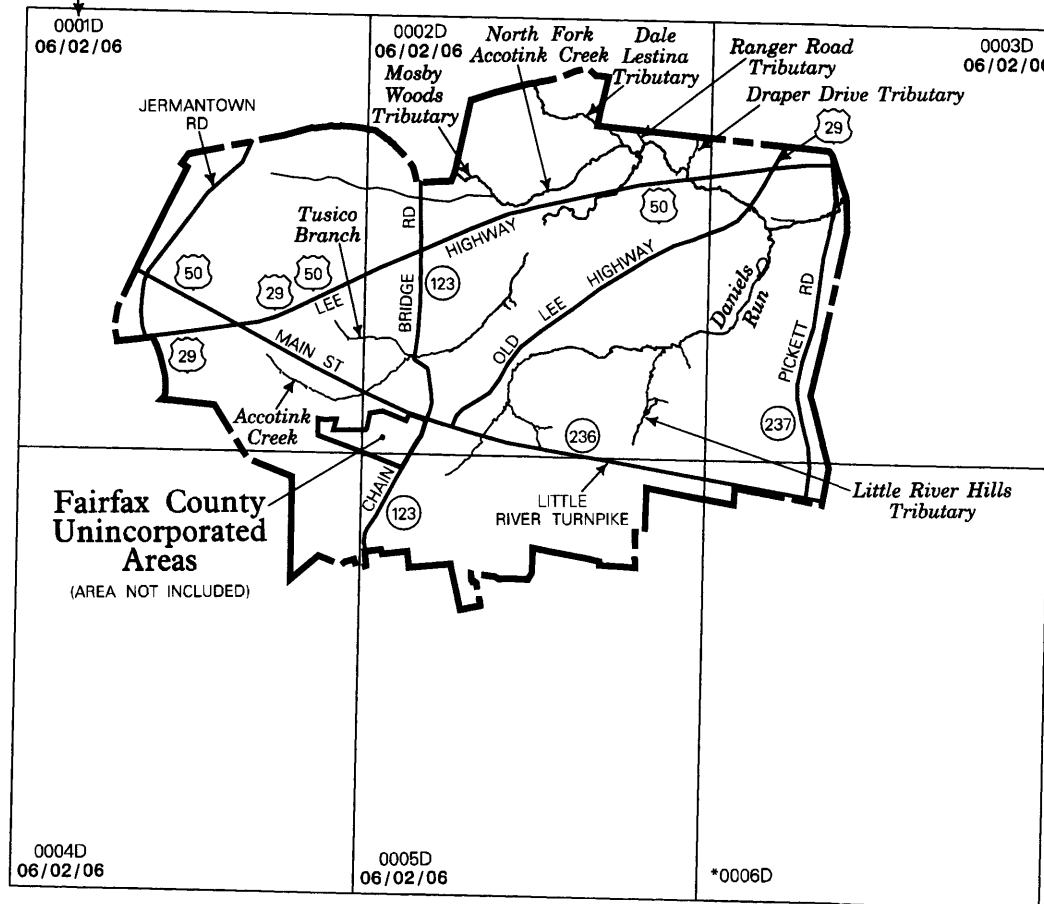 0001D
06/02/06
0002D
06/02/06
0003D
06/02/06
North Fork
Accotink Creek
Dale
Lestina
Tributary
Ranger Road
Tributary
Draper Drive Tributary
Mosby
Woods
Tributary
JERMANTOWN
RD
29
50
Tusico
Branch
50
29
50
LEE
HIGHWAY
BRIDGE
RD
123
OLD
LEE
HIGHWAY
Daniels
Run
PICKETT
RD
29
MAIN ST
Accotink
Creek
236
237
Fairfax County
Unincorporated
Areas
(AREA NOT INCLUDED)
CHAIN
123
LITTLE
RIVER TURNPIKE
Little River Hills
Tributary
0004D
06/02/06
0005D
06/02/06
*0006D